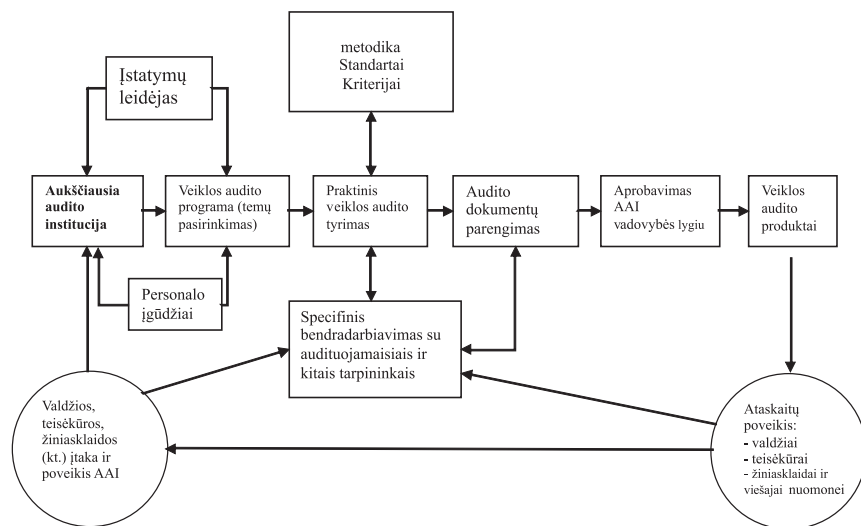 metodika
Standartai
Kriterijai
Įstatymų
leidėjas
Aukščiausia
audito
institucija
Veiklos audito
programa (temų
pasirinkimas)
Praktinis
veiklos audito
tyrimas
Audito
dokumentų
parengimas
Aprobavimas
AAI
vadovybės lygiu
Veiklos
audito
produktai
Personalo
įgūdžiai
Specifinis
bendradarbiavimas su
audituojamaisiais ir
kitais tarpininkais
Valdžios,
teisėkūros,
žiniasklaidos
(kt.) įtaka ir
poveikis AAI
Ataskaitų
poveikis:
- valdžiai
- teisėkūrai
- žiniasklaidai ir
viešajai nuomonei